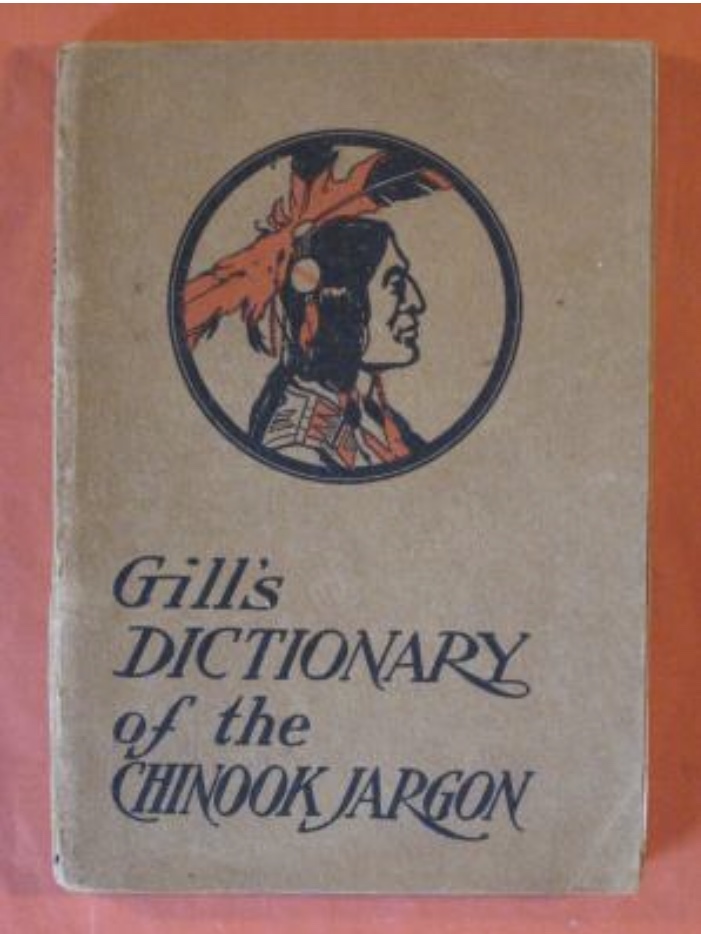 Gill's
DICTIONARY
of the
CHINOOK JARGON